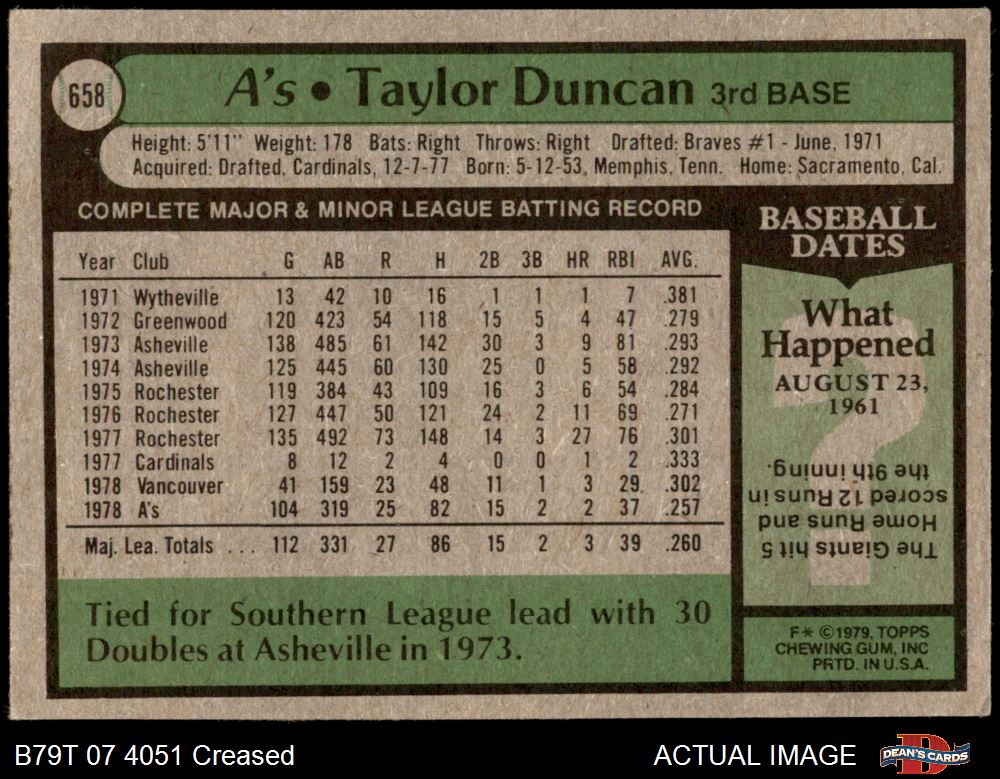 658
A's • Taylor Duncan 3rd BASE
Height: 5'11" Weight: 178 Bats: Right Throws: Right Drafted: Braves #1 - June, 1971
Acquired: Drafted, Cardinals, 12-7-77 Born: 5-12-53, Memphis, Tenn. Home: Sacramento, Cal.
COMPLETE MAJOR & MINOR LEAGUE BATTING RECORD
Year Club G AB R H 2B 3B HR RBI AVG.
1971 Wytheville 13 42 10 16 1 1 1 7 .381
1972 Greenwood 120 423 54 118 15 5 4 47 .279
1973 Asheville 138 485 61 142 30 3 9 81 .293
1974 Asheville 125 445 60 130 25 0 5 58 .292
1975 Rochester 119 384 43 109 16 3 6 54 .284
1976 Rochester 127 447 50 121 24 2 11 69 .271
1977 Rochester 135 492 73 148 14 3 27 76 .301
1977 Cardinals 8 12 2 4 0 0 1 2 .333
1978 Vancouver 41 159 23 48 11 1 3 29 .302
1978 A's 104 319 25 82 15 2 2 37 .257
Maj. Lea. Totals ... 112 331 27 86 15 2 3 39 .260
Tied for Southern League lead with 30
Doubles at Asheville in 1973.
BASEBALL
DATES
What
Happened
AUGUST 23,
1961
?
The Giants hit 5
Home Runs and
scored 12 Runs in
the 9th inning.
F* ©1979, TOPPS
CHEWING GUM, INC
PRTD. IN U.S.A.
B79T 07 4051 Creased
ACTUAL IMAGE
D
DEAN'S CARDS